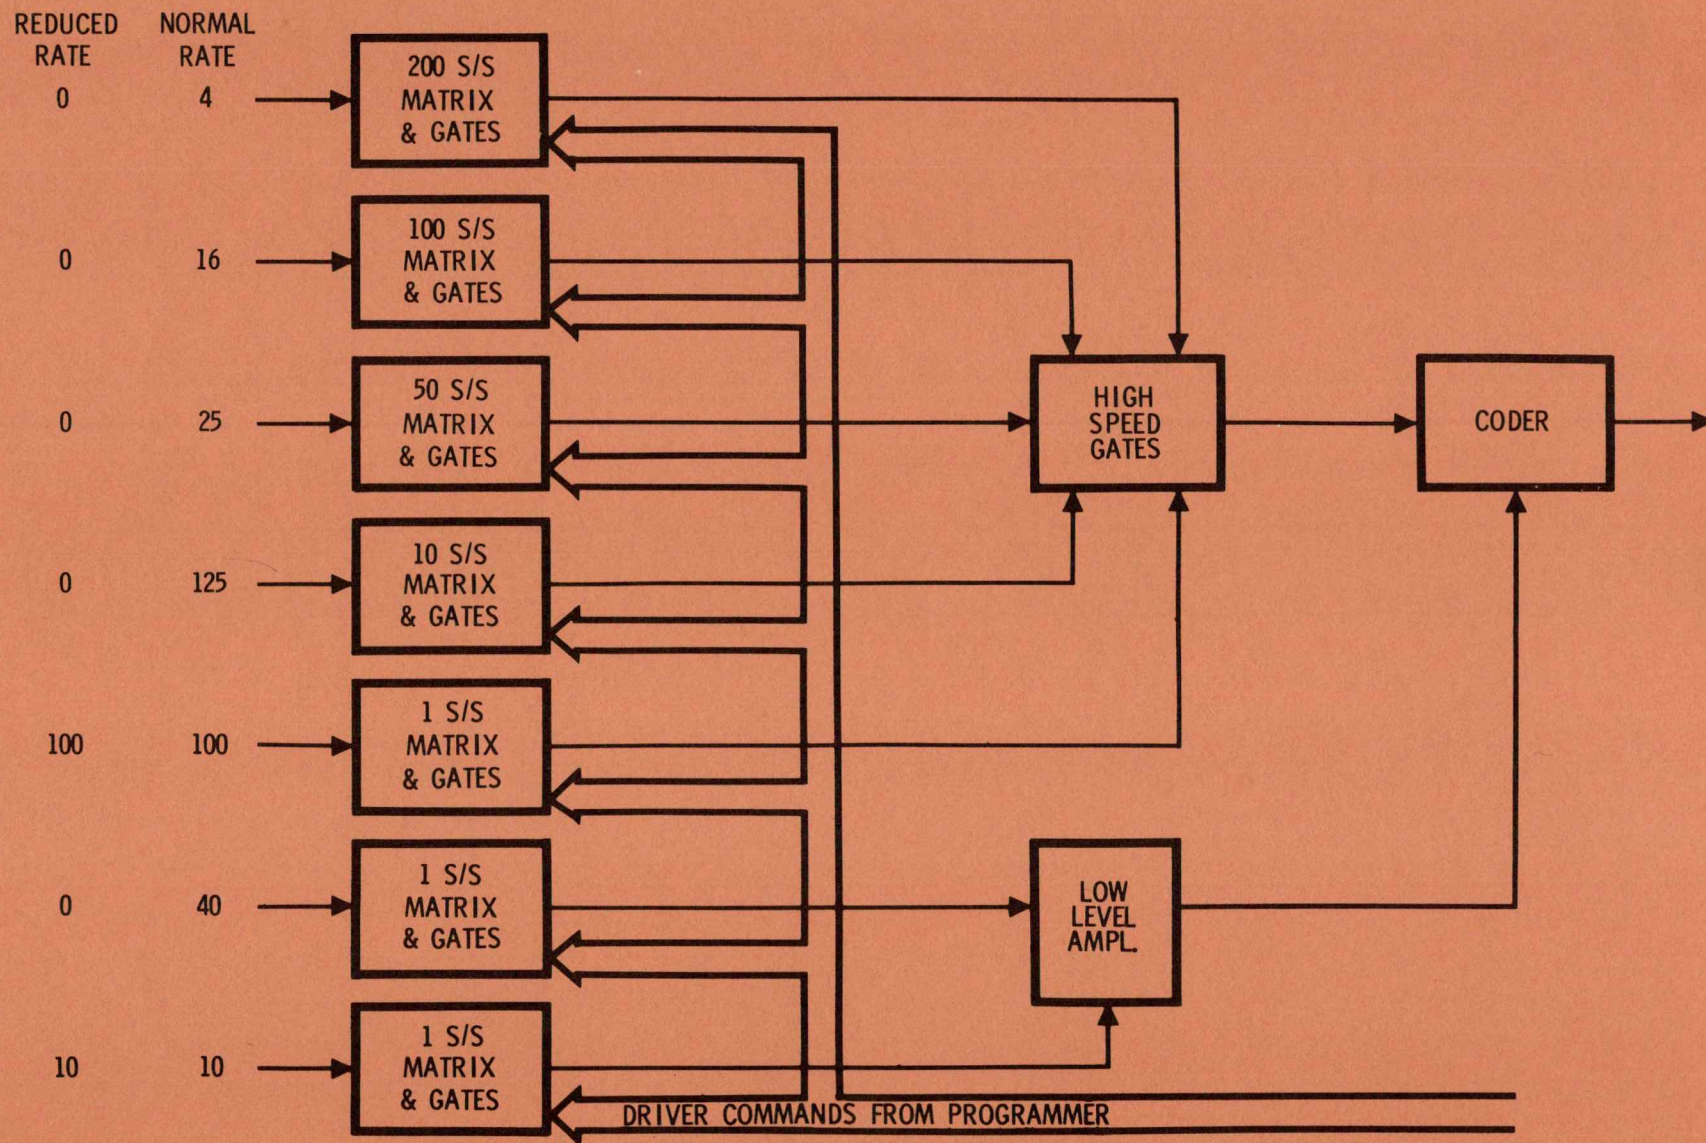 REDUCED RATE
NORMAL RATE
0
4
200 S/S
MATRIX
& GATES
0
16
100 S/S
MATRIX
& GATES
0
25
50 S/S
MATRIX
& GATES
HIGH
SPEED
GATES
CODER
0
125
10 S/S
MATRIX
& GATES
100
100
1 S/S
MATRIX
& GATES
0
40
1 S/S
MATRIX
& GATES
LOW
LEVEL
AMPL.
10
10
1 S/S
MATRIX
& GATES
DRIVER COMMANDS FROM PROGRAMMER